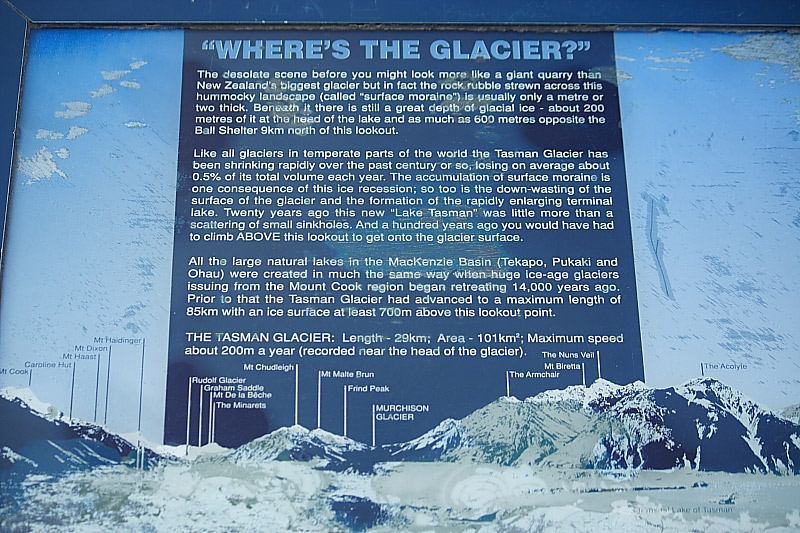 "WHERE'S THE GLACIER?"
The desolate scene before you might look more like a giant quarry than
New Zealand's biggest glacier but in fact the rock rubble strewn across this
hummocky landscape (called "surface moraine") is usually only a metre or
two thick. Beneath it there is still a great depth of glacial ice - about 200
metres of it at the head of the lake and as much as 600 metres opposite the
Ball Shelter 9km north of this lookout.
Like all glaciers in temperate parts of the world the Tasman Glacier has
been shrinking rapidly over the past century or so, losing on average about
0.5% of its total volume each year. The accumulation of surface moraine is
one consequence of this ice recession; so too is the down-wasting of the
surface of the glacier and the formation of the rapidly enlarging terminal
lake. Twenty years ago this new "Lake Tasman" was little more than a
scattering of small sinkholes. And a hundred years ago you would have had
to climb ABOVE this lookout to get onto the glacier surface.
All the large natural lakes in the MacKenzie Basin (Tekapo, Pukaki and
Ohau) were created in much the same way when huge ice-age glaciers
issuing from the Mount Cook region began retreating 14,000 years ago.
Prior to that the Tasman Glacier had advanced to a maximum length of
85km with an ice surface at least 700m above this lookout point.
THE TASMAN GLACIER: Length - 29km; Area - 101km²; Maximum speed
about 200m a year (recorded near the head of the glacier).
Mt Haidinger
Mt Dixon
Mt Haast
Caroline Hut
Mt Cook
Rudolf Glacier
Graham Saddle
Mt De la Bêche
The Minarets
Mt Chudleigh
Mt Malte Brun
Frind Peak
MURCHISON
GLACIER
The Nuns Veil
Mt Biretta
The Armchair
The Acolyte
Lake of Tasman